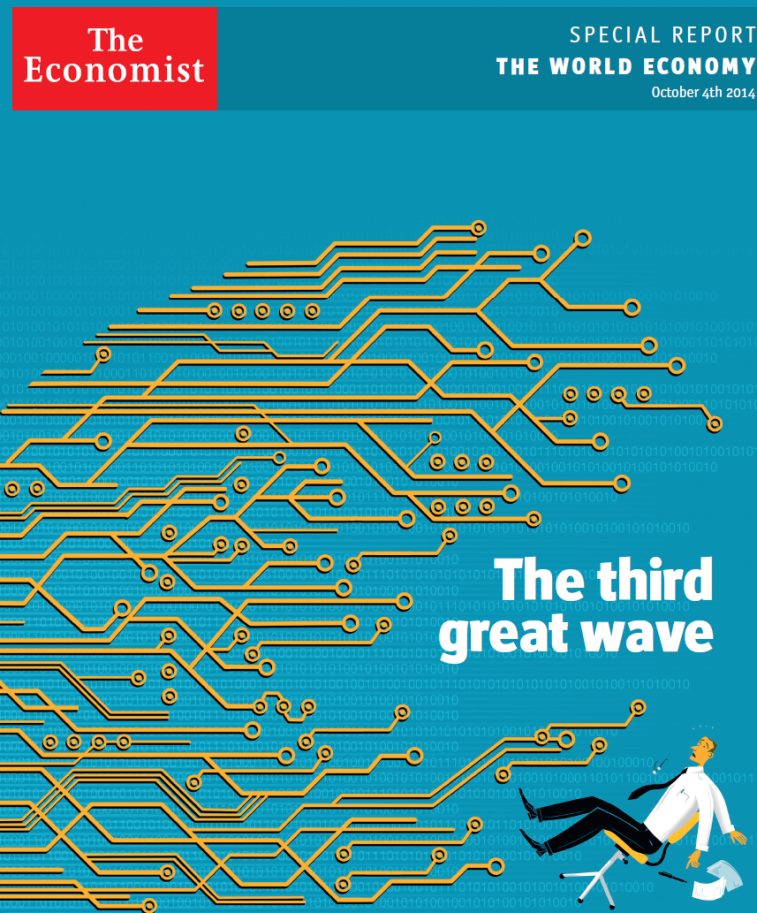 The
Economist
SPECIAL REPORT
THE WORLD ECONOMY
October 4th 2014
The third
great wave